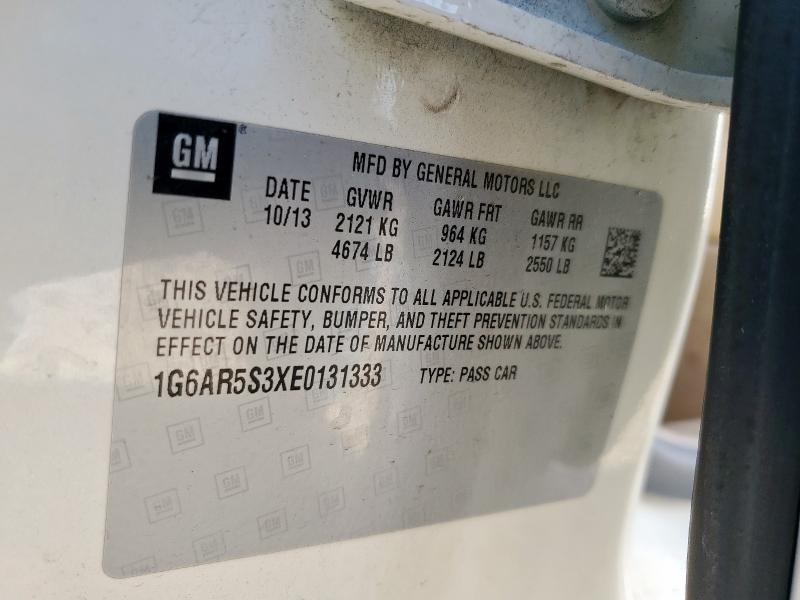 GM®
MFD BY GENERAL MOTORS LLC
DATE GVWR GAWR FRT GAWR RR
10/13 2121 KG 964 KG 1157 KG
4674 LB 2124 LB 2550 LB
THIS VEHICLE CONFORMS TO ALL APPLICABLE U.S. FEDERAL MOTOR
VEHICLE SAFETY, BUMPER, AND THEFT PREVENTION STANDARDS IN
EFFECT ON THE DATE OF MANUFACTURE SHOWN ABOVE.
1G6AR5S3XE0131333 TYPE: PASS CAR